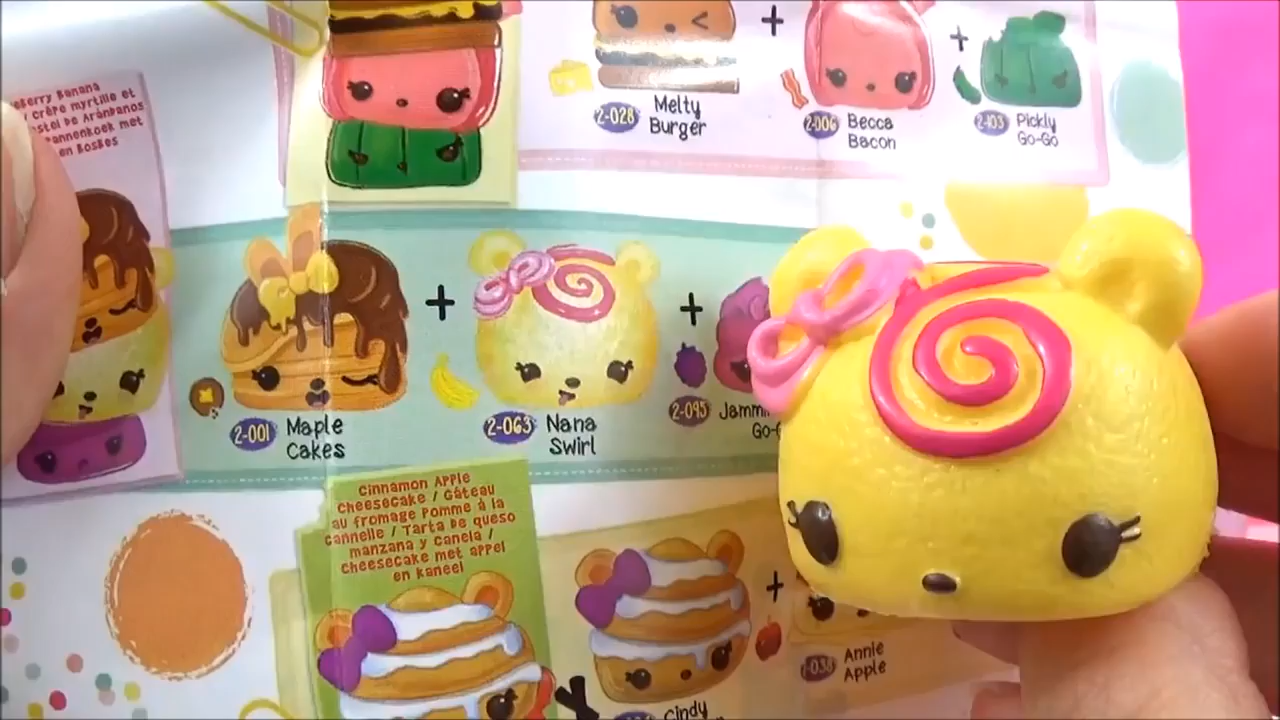 2-028 Melty
Burger
2-006 Becca
Bacon
2-103 Pickly
Go-Go
Berry Banana
crêpe myrtille et
de Arándanos
pannenkoek met
en Bosbes
2-001 Maple
Cakes
2-063 Nana
Swirl
2-095
Go-
Cinnamon Apple
Cheesecake / Gâteau
au fromage Pomme à la
cannelle / Tarta de queso
manzana y canela /
cheesecake met appel
en kaneel
Cindy
2-038 Annie
Apple